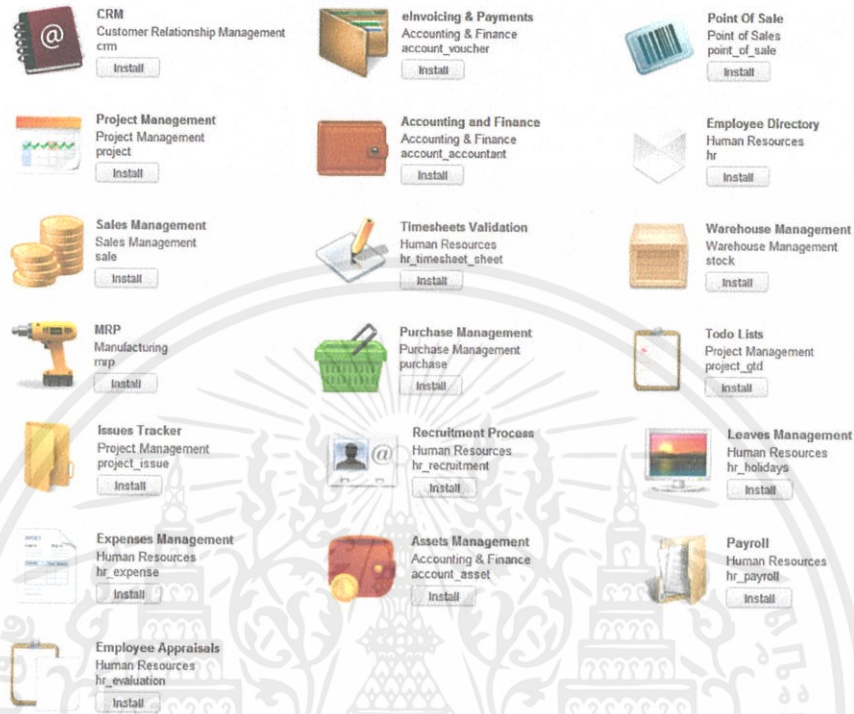 CRM
Customer Relationship Management
crm
Install
eInvoicing & Payments
Accounting & Finance
account_voucher
Install
Point Of Sale
Point of Sales
point_of_sale
Install
Project Management
Project Management
project
Install
Accounting and Finance
Accounting & Finance
account_accountant
Install
Employee Directory
Human Resources
hr
Install
Sales Management
Sales Management
sale
Install
Timesheets Validation
Human Resources
hr_timesheet_sheet
Install
Warehouse Management
Warehouse Management
stock
Install
MRP
Manufacturing
mrp
Install
Purchase Management
Purchase Management
purchase
Install
Todo Lists
Project Management
project_gtd
Install
Issues Tracker
Project Management
project_issue
Install
Recruitment Process
Human Resources
hr_recruitment
Install
Leaves Management
Human Resources
hr_holidays
Install
Expenses Management
Human Resources
hr_expense
Install
Assets Management
Accounting & Finance
account_asset
Install
Payroll
Human Resources
hr_payroll
Install
Employee Appraisals
Human Resources
hr_evaluation
Install